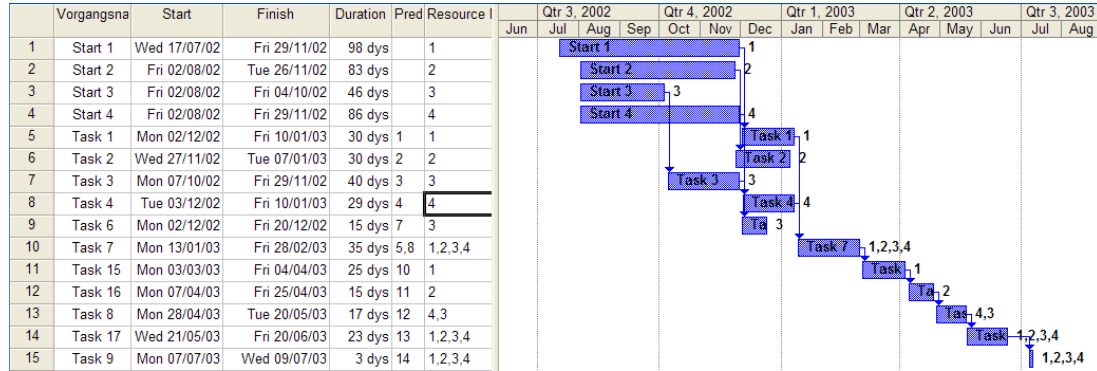 Vorgangsna Start Finish Duration Pred Resource I
Qtr 3, 2002 Qtr 4, 2002 Qtr 1, 2003 Qtr 2, 2003 Qtr 3, 2003
Jun Jul Aug Sep Oct Nov Dec Jan Feb Mar Apr May Jun Jul Aug
1 Start 1 Wed 17/07/02 Fri 29/11/02 98 dys 1 Start 1 1
2 Start 2 Fri 02/08/02 Tue 26/11/02 83 dys 2 Start 2 2
3 Start 3 Fri 02/08/02 Fri 04/10/02 46 dys 3 Start 3 3
4 Start 4 Fri 02/08/02 Fri 29/11/02 86 dys 4 Start 4 4
5 Task 1 Mon 02/12/02 Fri 10/01/03 30 dys 1 1 Task 1 1
6 Task 2 Wed 27/11/02 Tue 07/01/03 30 dys 2 2 Task 2 2
7 Task 3 Mon 07/10/02 Fri 29/11/02 40 dys 3 3 Task 3 3
8 Task 4 Tue 03/12/02 Fri 10/01/03 29 dys 4 4 Task 4 4
9 Task 6 Mon 02/12/02 Fri 20/12/02 15 dys 7 3 Ta 3
10 Task 7 Mon 13/01/03 Fri 28/02/03 35 dys 5,8 1,2,3,4 Task 7 1,2,3,4
11 Task 15 Mon 03/03/03 Fri 04/04/03 25 dys 10 1 Task 1
12 Task 16 Mon 07/04/03 Fri 25/04/03 15 dys 11 2 Ta 2
13 Task 8 Mon 28/04/03 Tue 20/05/03 17 dys 12 4,3 Tas 4,3
14 Task 17 Wed 21/05/03 Fri 20/06/03 23 dys 13 1,2,3,4 Task 1,2,3,4
15 Task 9 Mon 07/07/03 Wed 09/07/03 3 dys 14 1,2,3,4 1,2,3,4